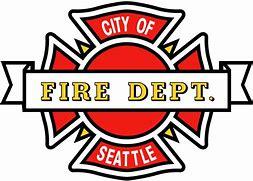 CITY OF
FIRE DEPT.
SEATTLE